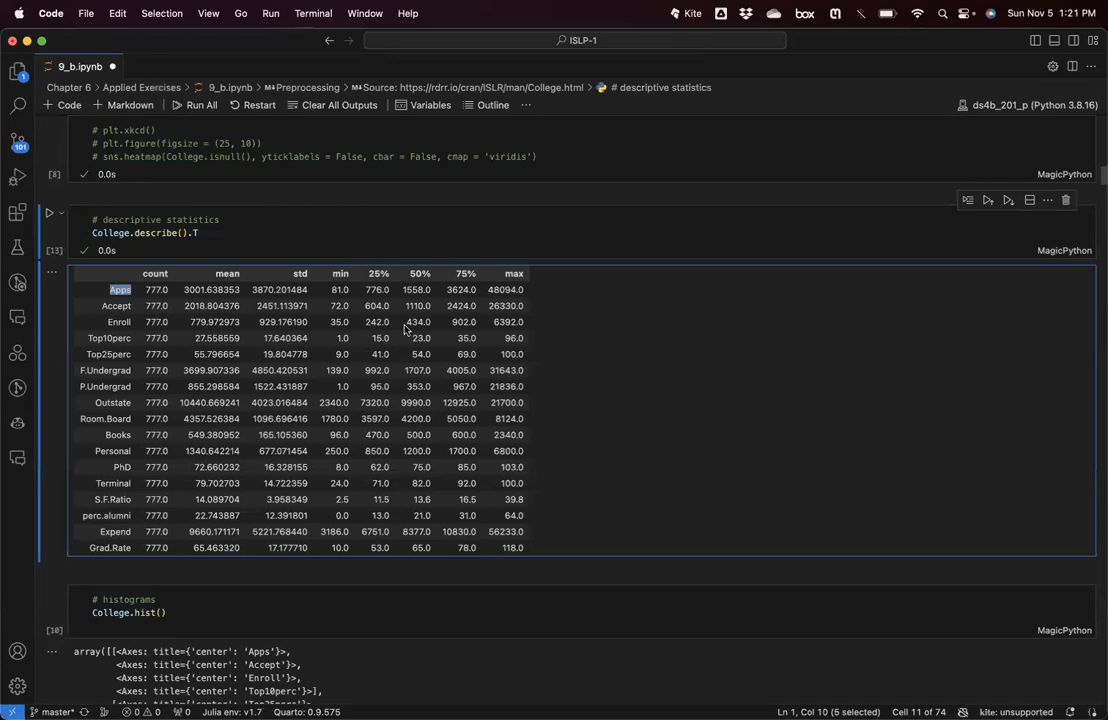 Code File Edit Selection View Go Run Terminal Window Help Kite box Sun Nov 5 1:21 PM
ISLP-1
9_b.ipynb
Chapter 6 > Applied Exercises > 9_b.ipynb > Preprocessing > Source: https://rdrr.io/cran/ISLR/man/College.html > # descriptive statistics
+ Code + Markdown Run All Restart Clear All Outputs Variables Outline ... ds4b_201_p (Python 3.8.16)
# plt.xkcd()
# plt.figure(figsize = (25, 10))
# sns.heatmap(College.isnull(), yticklabels = False, cbar = False, cmap = 'viridis')
[8] 0.0s MagicPython
# descriptive statistics
College.describe().T
[13] 0.0s MagicPython
count mean std min 25% 50% 75% max
Apps 777.0 3001.638353 3870.201484 81.0 776.0 1558.0 3624.0 48094.0
Accept 777.0 2018.804376 2451.113971 72.0 604.0 1110.0 2424.0 26330.0
Enroll 777.0 779.972973 929.176190 35.0 242.0 434.0 902.0 6392.0
Top10perc 777.0 27.558559 17.640364 1.0 15.0 23.0 35.0 96.0
Top25perc 777.0 55.796654 19.804778 9.0 41.0 54.0 69.0 100.0
F.Undergrad 777.0 3699.907336 4850.420531 139.0 992.0 1707.0 4005.0 31643.0
P.Undergrad 777.0 855.298584 1522.431887 1.0 95.0 353.0 967.0 21836.0
Outstate 777.0 10440.669241 4023.016484 2340.0 7320.0 9990.0 12925.0 21700.0
Room.Board 777.0 4357.526384 1096.696416 1780.0 3597.0 4200.0 5050.0 8124.0
Books 777.0 549.380952 165.105360 96.0 470.0 500.0 600.0 2340.0
Personal 777.0 1340.642214 677.071454 250.0 850.0 1200.0 1700.0 6800.0
PhD 777.0 72.660232 16.328155 8.0 62.0 75.0 85.0 103.0
Terminal 777.0 79.702703 14.722359 24.0 71.0 82.0 92.0 100.0
S.F.Ratio 777.0 14.089704 3.958349 2.5 11.5 13.6 16.5 39.8
perc.alumni 777.0 22.743887 12.391801 0.0 13.0 21.0 31.0 64.0
Expend 777.0 9660.171171 5221.768440 3186.0 6751.0 8377.0 10830.0 56233.0
Grad.Rate 777.0 65.463320 17.177710 10.0 53.0 65.0 78.0 118.0
# histograms
College.hist()
[10] MagicPython
array([[<Axes: title={'center': 'Apps'}>,
<Axes: title={'center': 'Accept'}>,
<Axes: title={'center': 'Enroll'}>,
<Axes: title={'center': 'Top10perc'}>],
[<Axes: title={'center': 'Top25perc'}>,
1
101
master* 0 0 0 Julia env: v1.7 Quarto: 0.9.575 Ln 1, Col 10 (5 selected) Cell 11 of 74 kite: unsupported